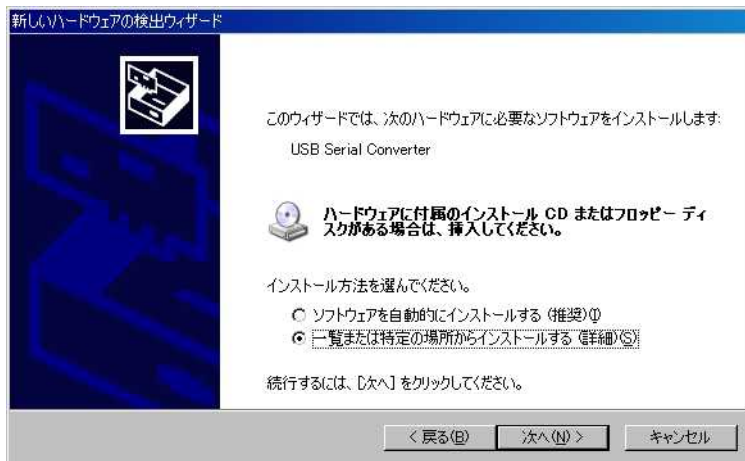 新しいハードウェアの検出ウィザード
このウィザードでは、次のハードウェアに必要なソフトウェアをインストールします:
USB Serial Converter
ハードウェアに付属のインストール CD またはフロッピー ディ
スクがある場合は、挿入してください。
インストール方法を選んでください。
ソフトウェアを自動的にインストールする (推奨)(I)
一覧または特定の場所からインストールする (詳細)(S)
続行するには、[次へ] をクリックしてください。
< 戻る(B)
次へ(N) >
キャンセル